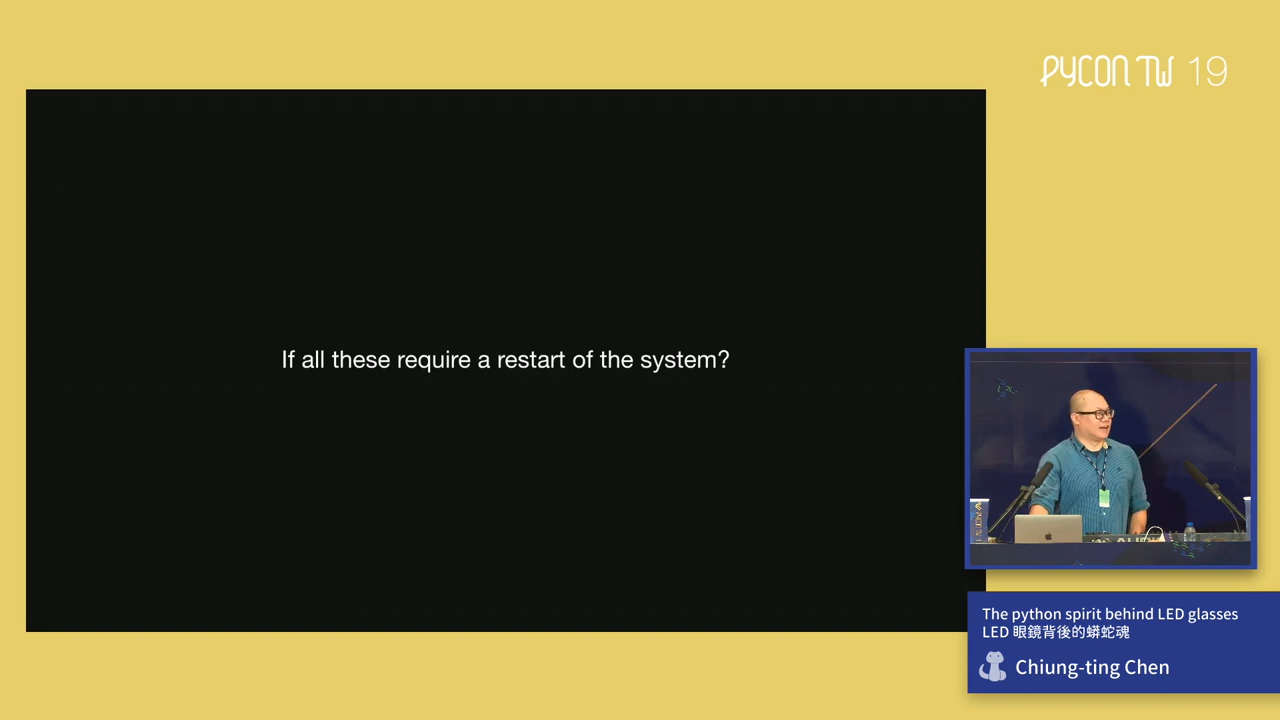 PYCON TW 19
If all these require a restart of the system?
The python spirit behind LED glasses
LED 眼鏡背後的蟒蛇魂
Chiung-ting Chen